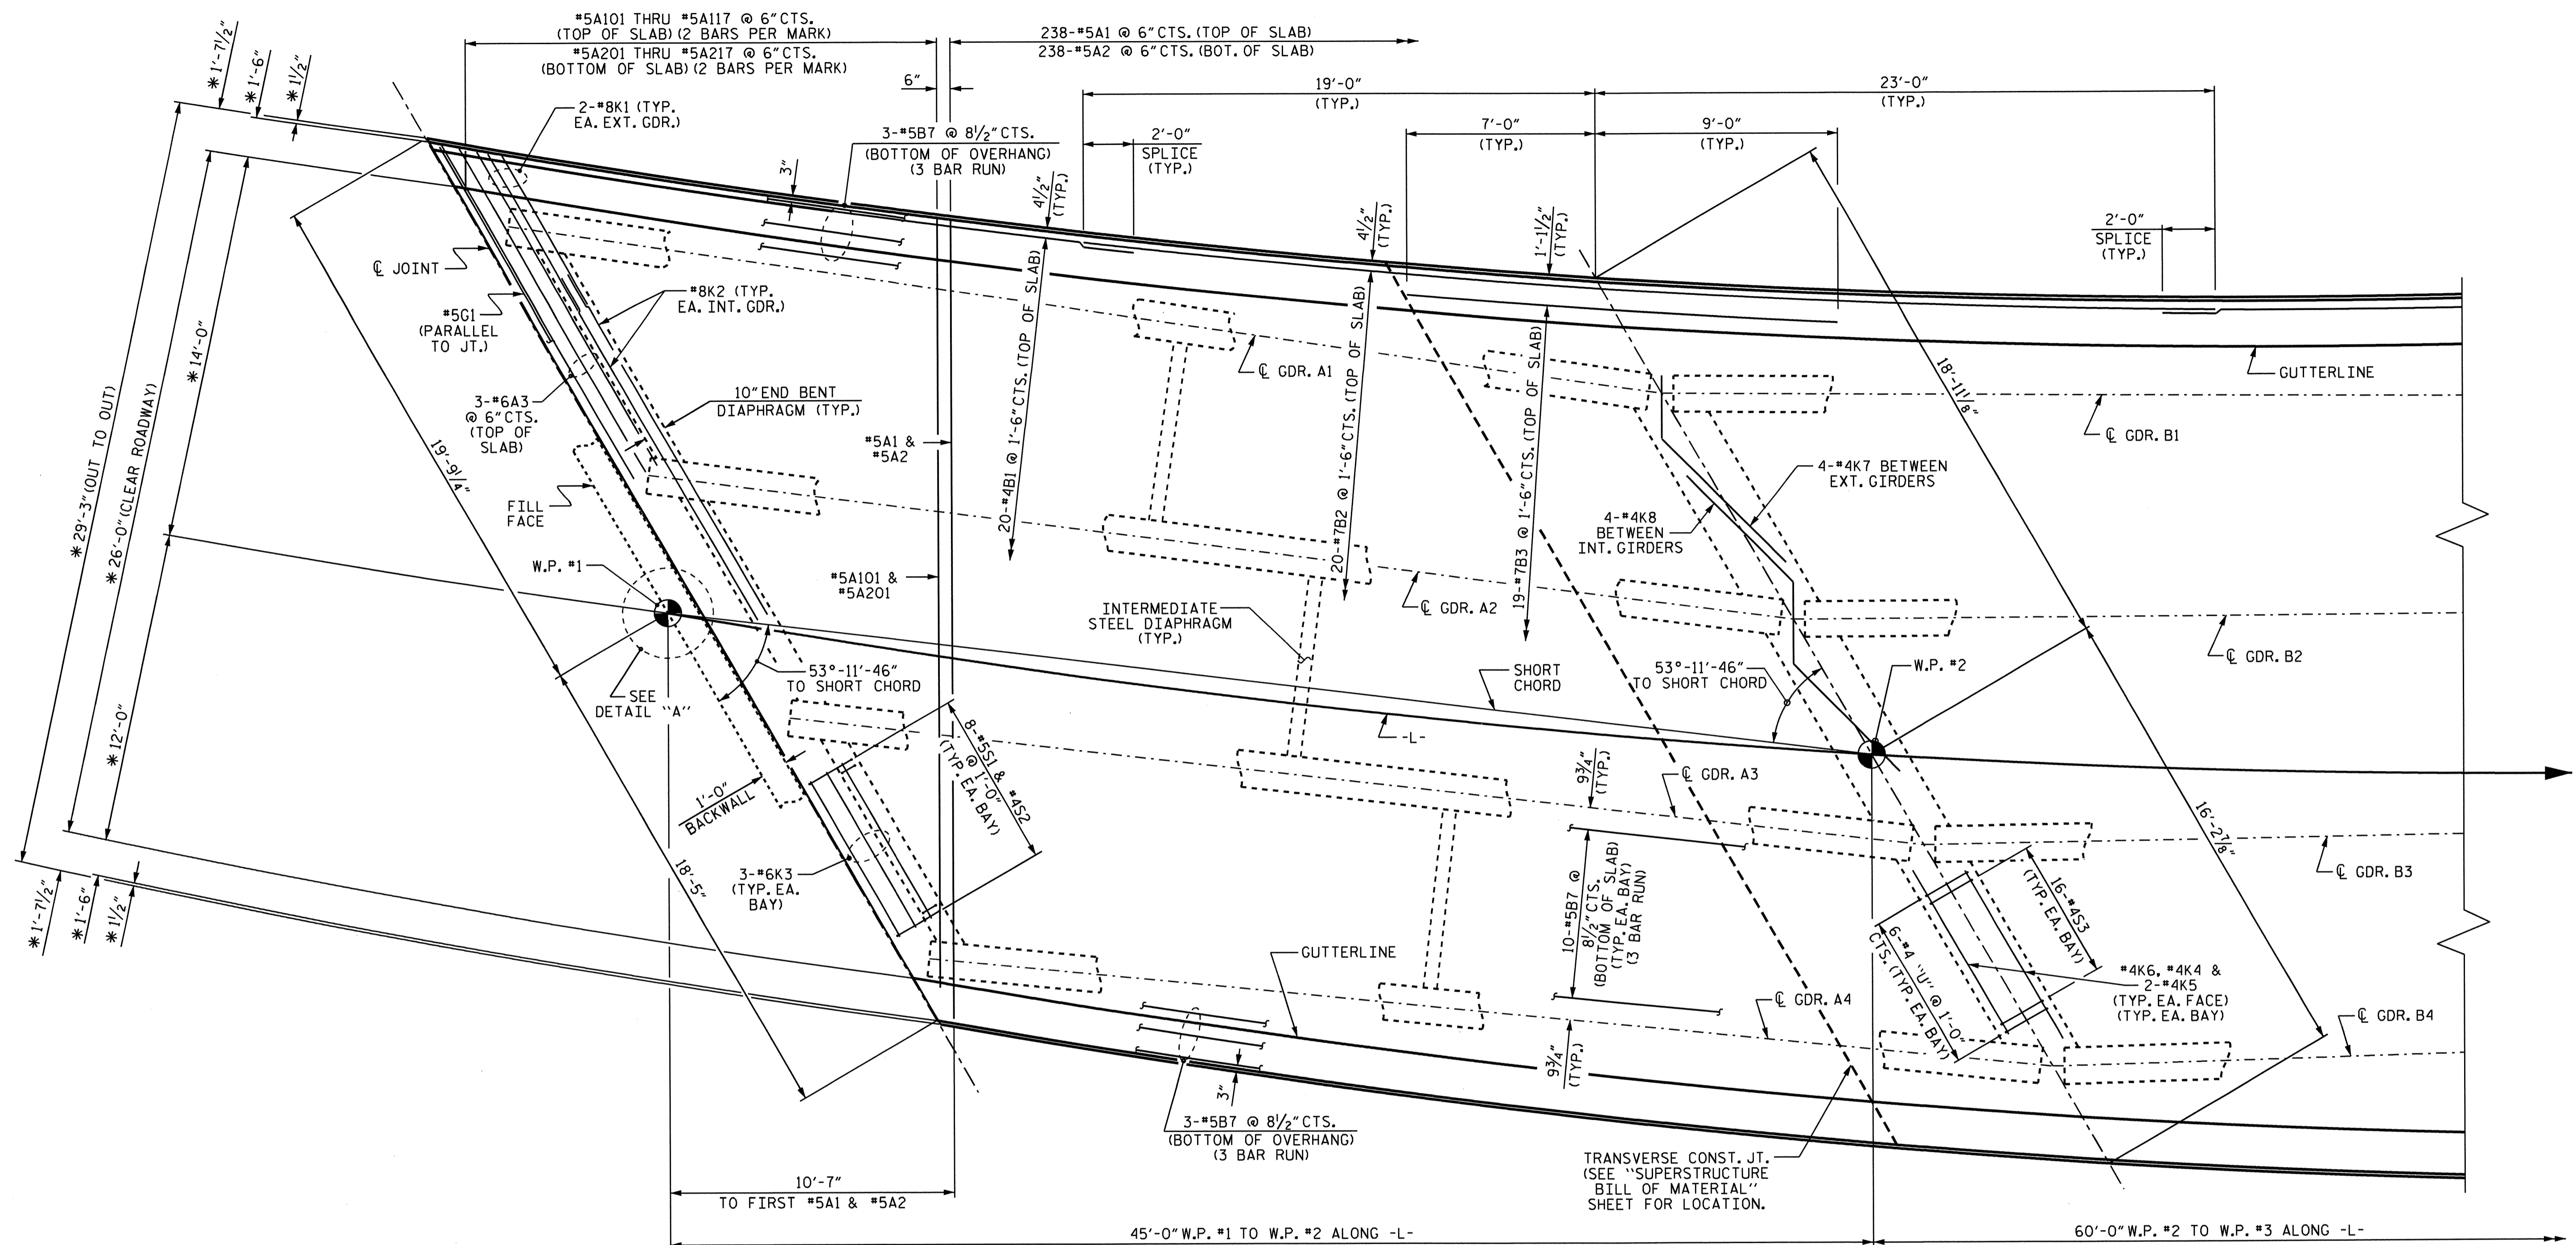 #5A101 THRU #5A117 @ 6"CTS.
(TOP OF SLAB)(2 BARS PER MARK)
#5A201 THRU #5A217 @ 6"CTS.
(BOTTOM OF SLAB)(2 BARS PER MARK)
238-#5A1 @ 6"CTS.(TOP OF SLAB)
238-#5A2 @ 6"CTS.(BOT. OF SLAB)
6"
*1'-7½"
*1'-6"
*1½"
2-#8K1 (TYP.
EA. EXT. GDR.)
3-#5B7 @ 8½"CTS.
(BOTTOM OF OVERHANG)
(3 BAR RUN)
3"
19'-0"
(TYP.)
23'-0"
(TYP.)
2'-0"
SPLICE
(TYP.)
7'-0"
(TYP.)
9'-0"
(TYP.)
4½"
(TYP.)
4½"
(TYP.)
1'-1½"
(TYP.)
2'-0"
SPLICE
(TYP.)
℄ JOINT
#5G1
(PARALLEL
TO JT.)
#8K2 (TYP.
EA. INT. GDR.)
3-#6A3
@ 6"CTS.
(TOP OF
SLAB)
10"END BENT
DIAPHRAGM (TYP.)
#5A1 &
#5A2
20-#4B1 @ 1'-6"CTS.(TOP OF SLAB)
℄ GDR. A1
20-#7B2 @ 1'-6"CTS.(TOP OF SLAB)
19-#7B3 @ 1'-6"CTS.(TOP OF SLAB)
18'-11⅛"
GUTTERLINE
℄ GDR. B1
4-#4K7 BETWEEN
EXT. GIRDERS
4-#4K8
BETWEEN
INT. GIRDERS
*29'-3"(OUT TO OUT)
*26'-0"(CLEAR ROADWAY)
*14'-0"
*12'-0"
19'-9¼"
FILL
FACE
W.P. #1
#5A101 &
#5A201
INTERMEDIATE
STEEL DIAPHRAGM
(TYP.)
℄ GDR. A2
℄ GDR. B2
SEE
DETAIL "A"
53°-11'-46"
TO SHORT CHORD
SHORT
CHORD
-L-
53°-11'-46"
TO SHORT CHORD
W.P. #2
8-#5S1 & #4S2
@ 1'-0"
(TYP. EA. BAY)
1'-0"
BACKWALL
9¾"
(TYP.)
℄ GDR. A3
16'-2⅞"
℄ GDR. B3
3-#6K3
(TYP. EA.
BAY)
18'-5"
10-#5B7 @
8½"CTS.
(BOTTOM OF SLAB)
(TYP. EA. BAY)
(3 BAR RUN)
16-#4S3
(TYP. EA. BAY)
6-#4 "U" @ 1'-0"
CTS. (TYP. EA. BAY)
#4K6, #4K4 &
2-#4K5
(TYP. EA. FACE)
(TYP. EA. BAY)
*1'-7½"
*1'-6"
*1½"
GUTTERLINE
℄ GDR. A4
℄ GDR. B4
9¾"
(TYP.)
3"
3-#5B7 @ 8½"CTS.
(BOTTOM OF OVERHANG)
(3 BAR RUN)
TRANSVERSE CONST. JT.
(SEE "SUPERSTRUCTURE
BILL OF MATERIAL"
SHEET FOR LOCATION.
10'-7"
TO FIRST #5A1 & #5A2
45'-0"W.P. #1 TO W.P. #2 ALONG -L-
60'-0"W.P. #2 TO W.P. #3 ALONG -L-